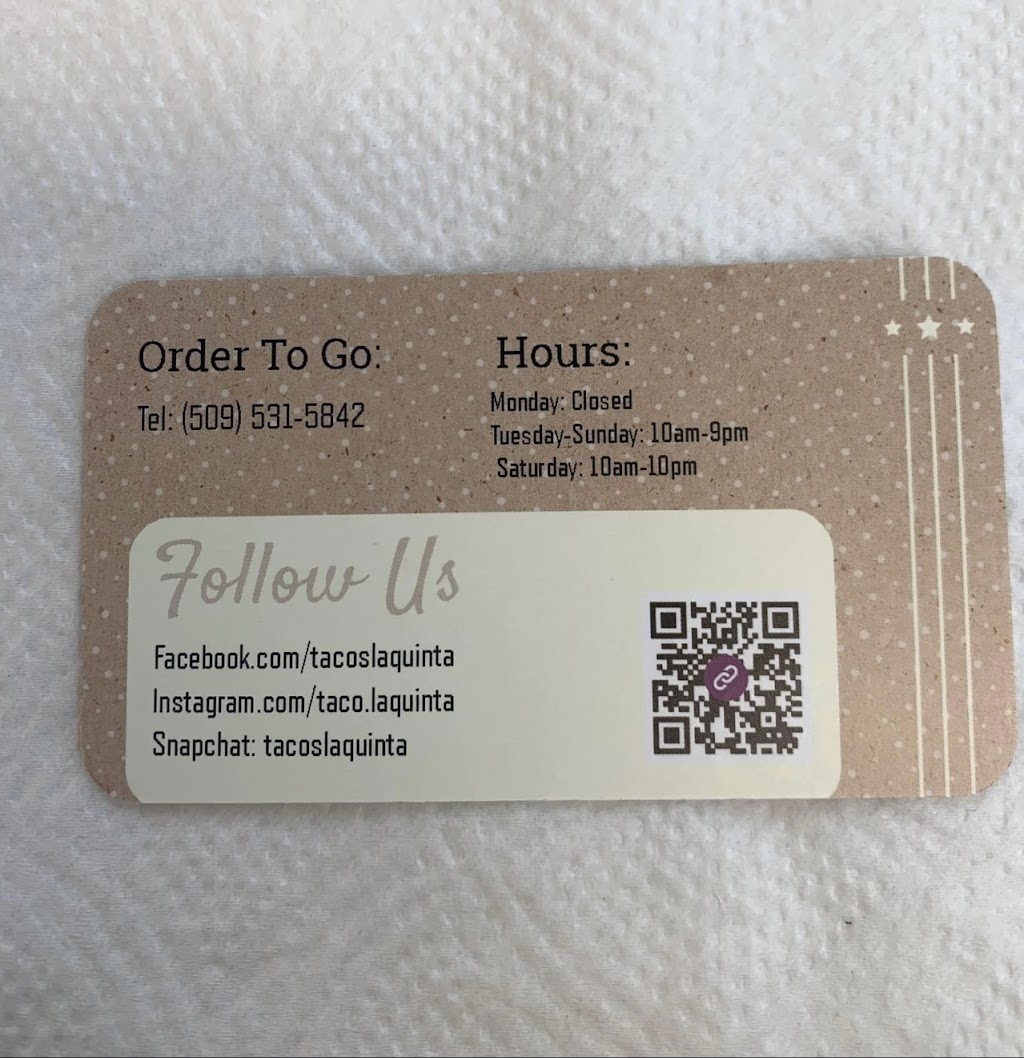 Order To Go:
Tel: (509) 531-5842
Hours:
Monday: Closed
Tuesday-Sunday: 10am-9pm
Saturday: 10am-10pm
Follow Us
Facebook.com/tacoslaquinta
Instagram.com/taco.laquinta
Snapchat: tacoslaquinta